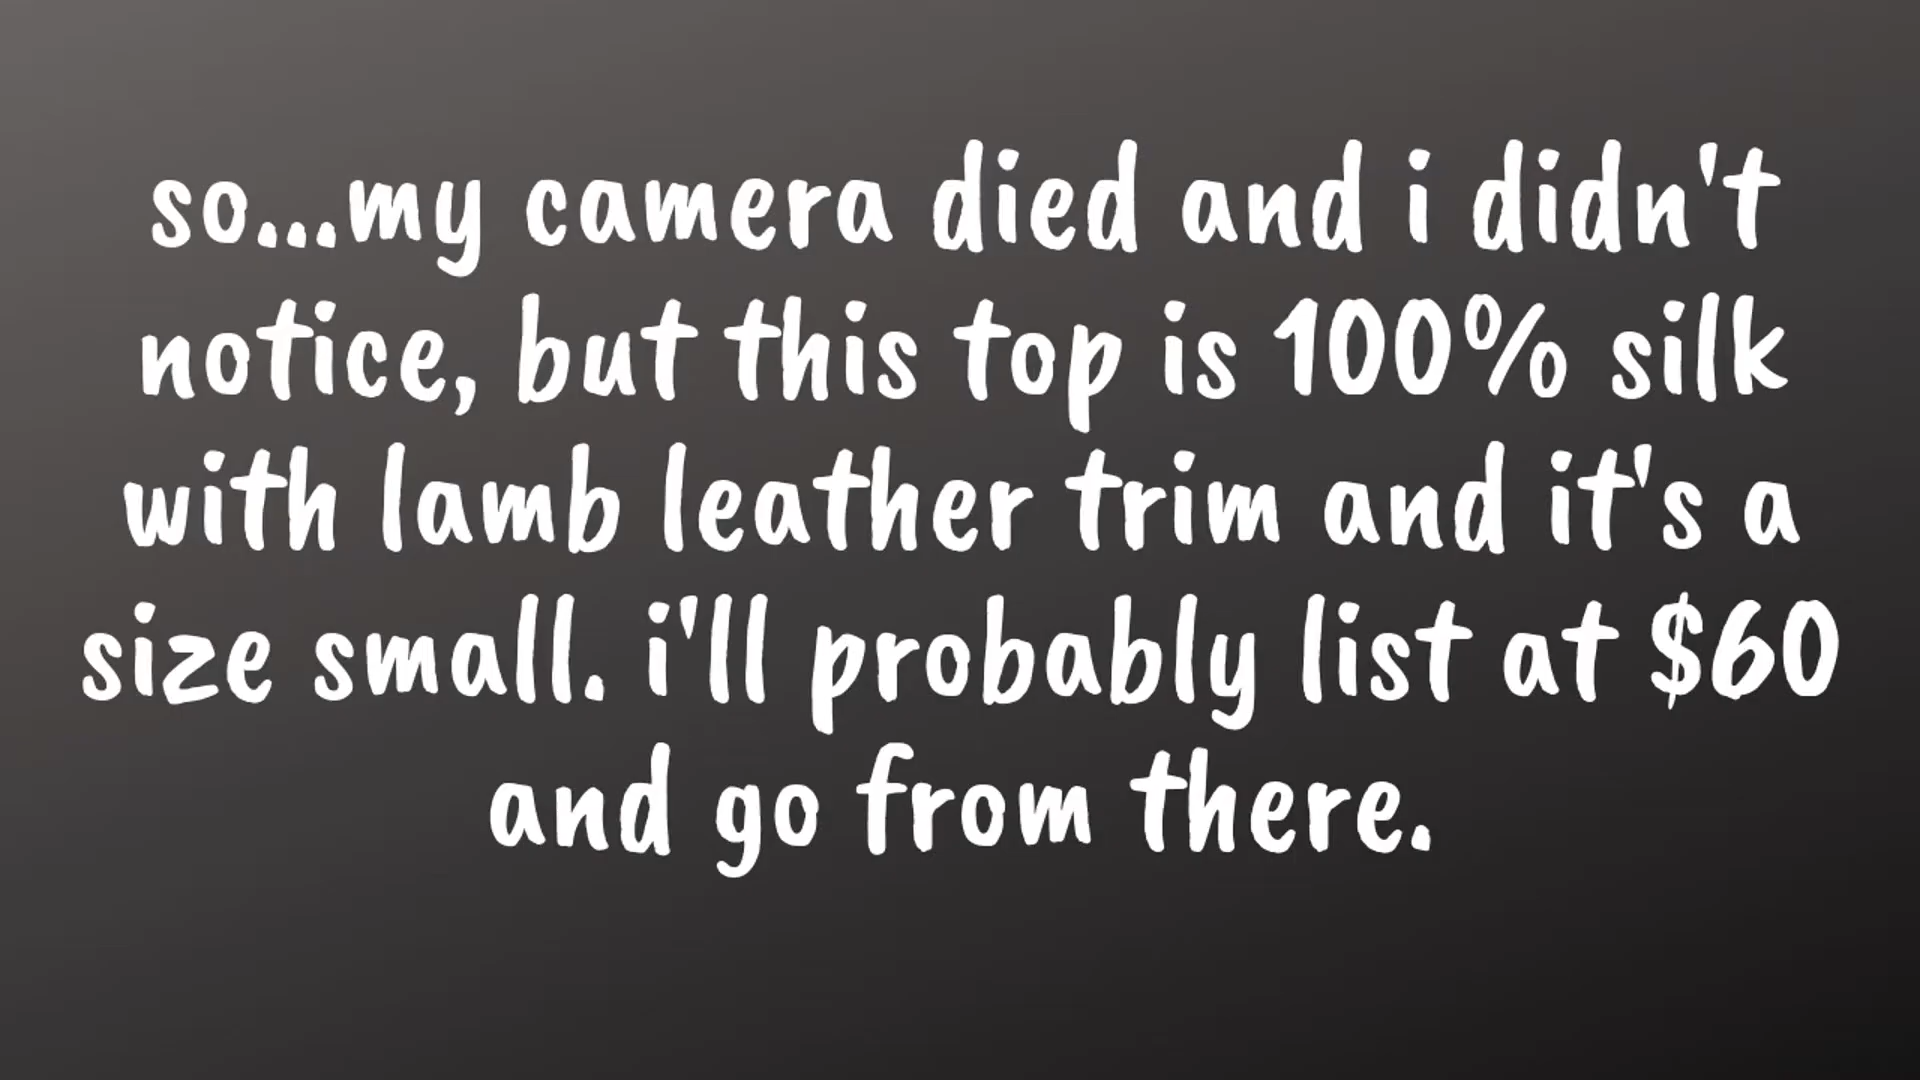 so...my camera died and i didn't
notice, but this top is 100% silk
with lamb leather trim and it's a
size small. i'll probably list at $60
and go from there.